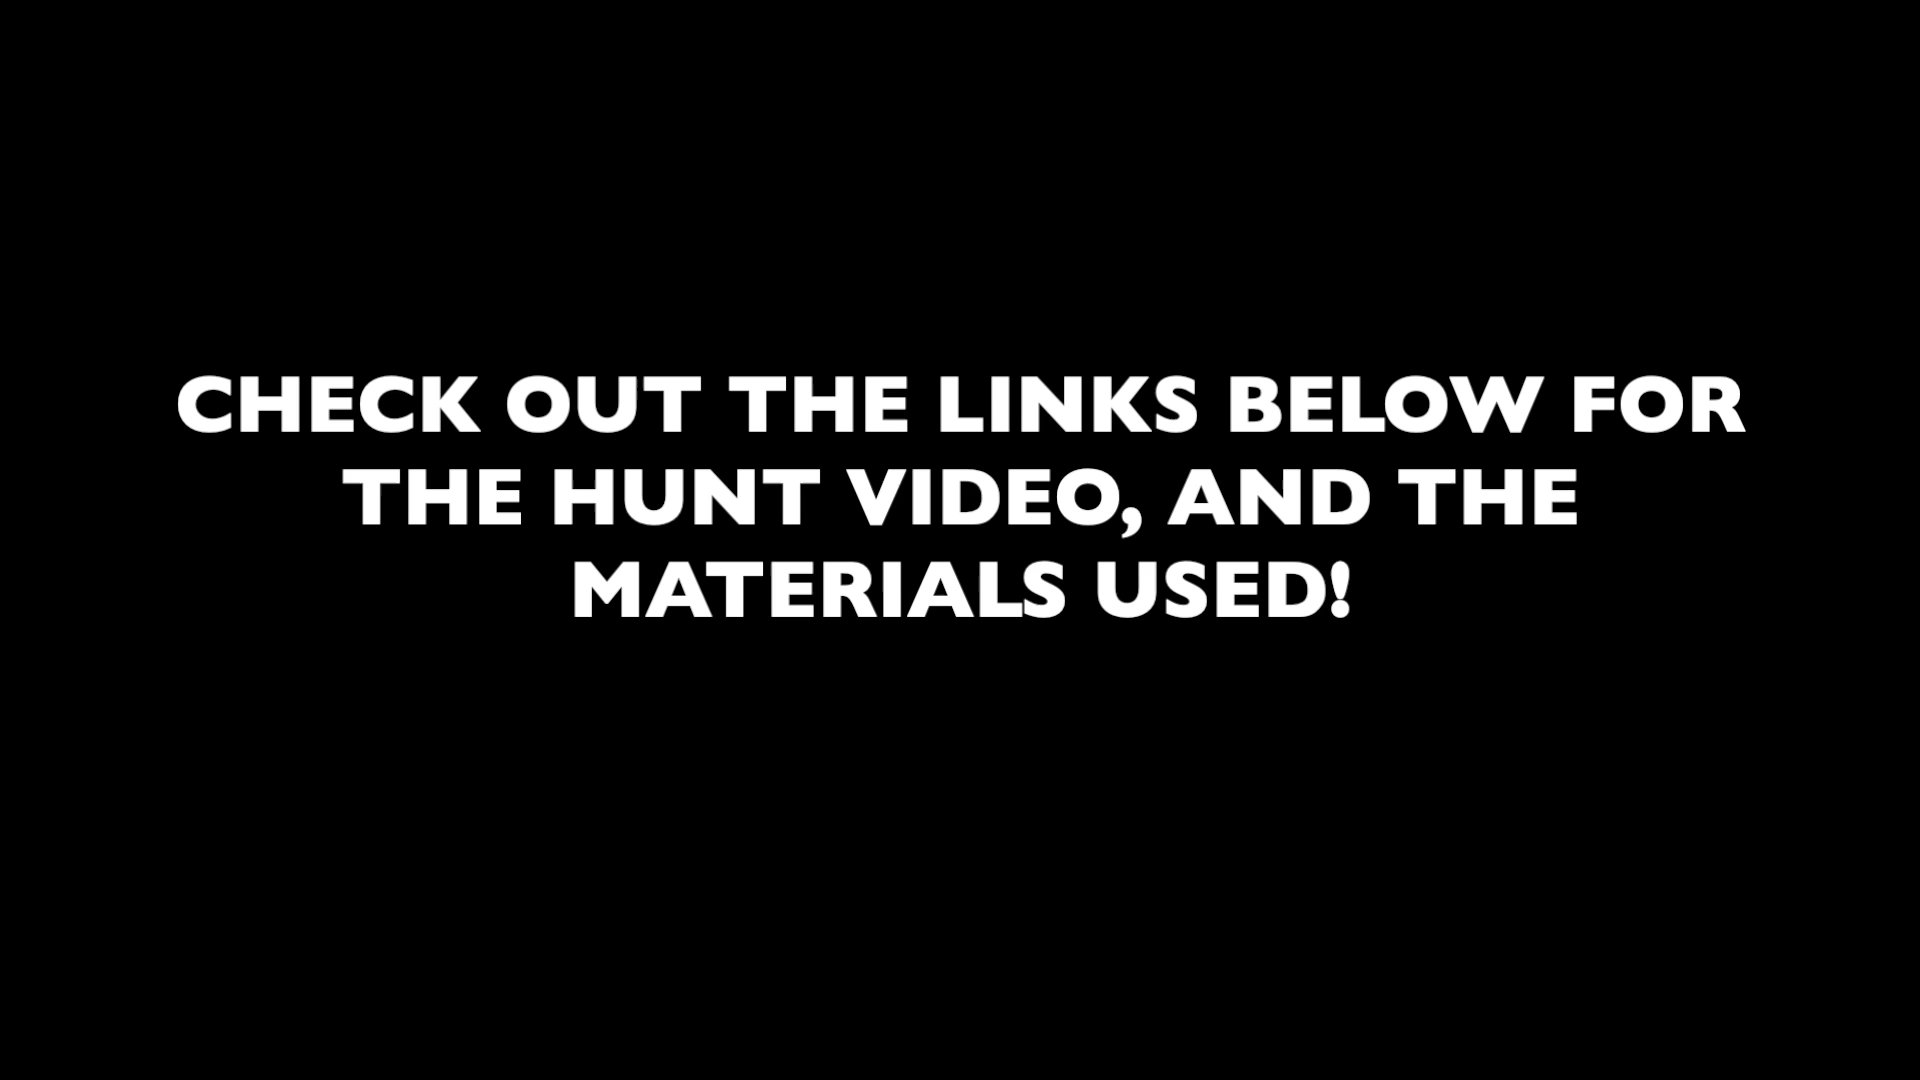 CHECK OUT THE LINKS BELOW FOR
THE HUNT VIDEO, AND THE
MATERIALS USED!